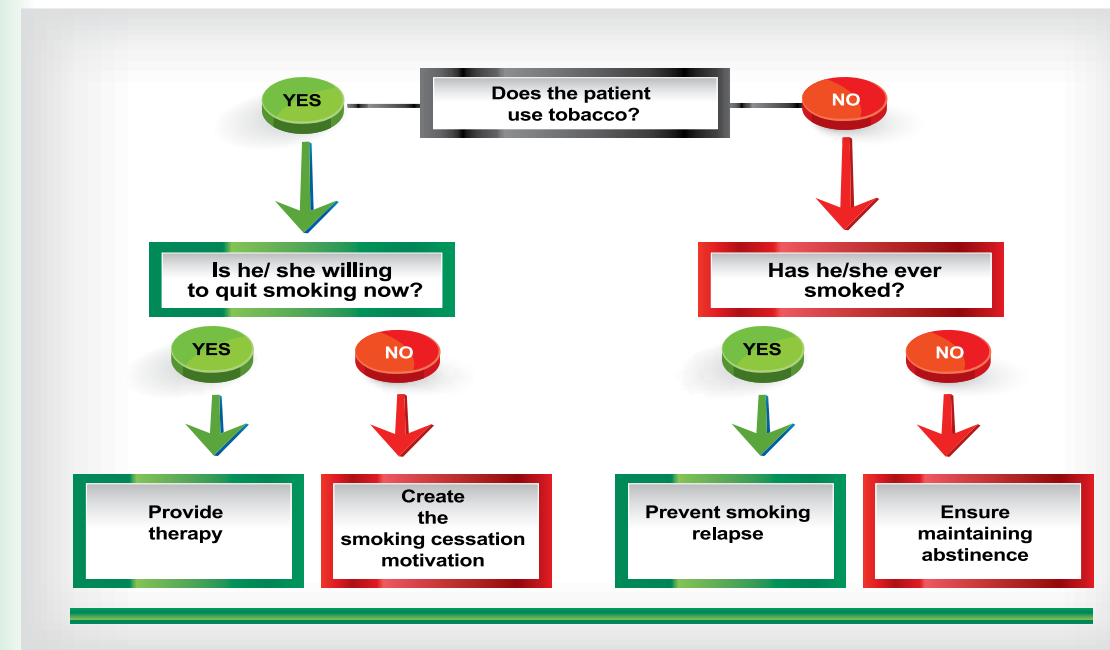 YES
Does the patient
use tobacco?
NO
Is he/ she willing
to quit smoking now?
Has he/she ever
smoked?
YES
NO
YES
NO
Provide
therapy
Create
the
smoking cessation
motivation
Prevent smoking
relapse
Ensure
maintaining
abstinence